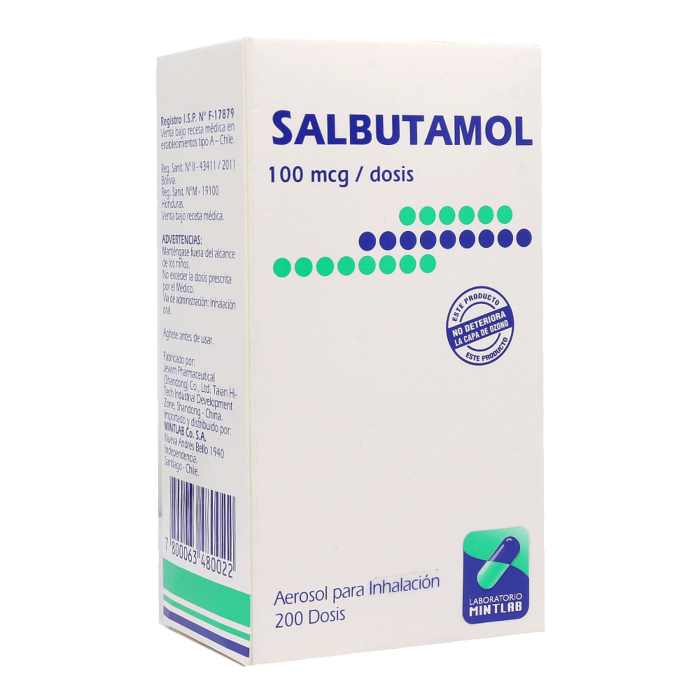 Registro I.S.P. N° F-17879
Venta bajo receta médica en
establecimientos tipo A – Chile.
Reg. Sanit. N°II - 43411 / 2011
Bolivia.
Reg. Sanit. N°M - 19100
Honduras.
Venta bajo receta médica.
ADVERTENCIAS:
Manténgase fuera del alcance
de los niños.
No exceder la dosis prescrita
por el Médico.
Vía de administración: Inhalación
oral.
Agítese antes de usar.
Fabricado por:
Jewim Pharmaceutical
(Shandong) Co., Ltd. Taian Hi-
Tech Industrial Development
Zone, Shandong - China.
Importado y distribuido por:
MINTLAB Co. S.A.
Nueva Andrés Bello 1940
Independencia.
Santiago - Chile.
7 800063 480022
SALBUTAMOL
100 mcg / dosis
ESTE PRODUCTO
NO DETERIORA
LA CAPA DE OZONO
ESTE PRODUCTO
Aerosol para Inhalación
200 Dosis
LABORATORIO
MINTLAB